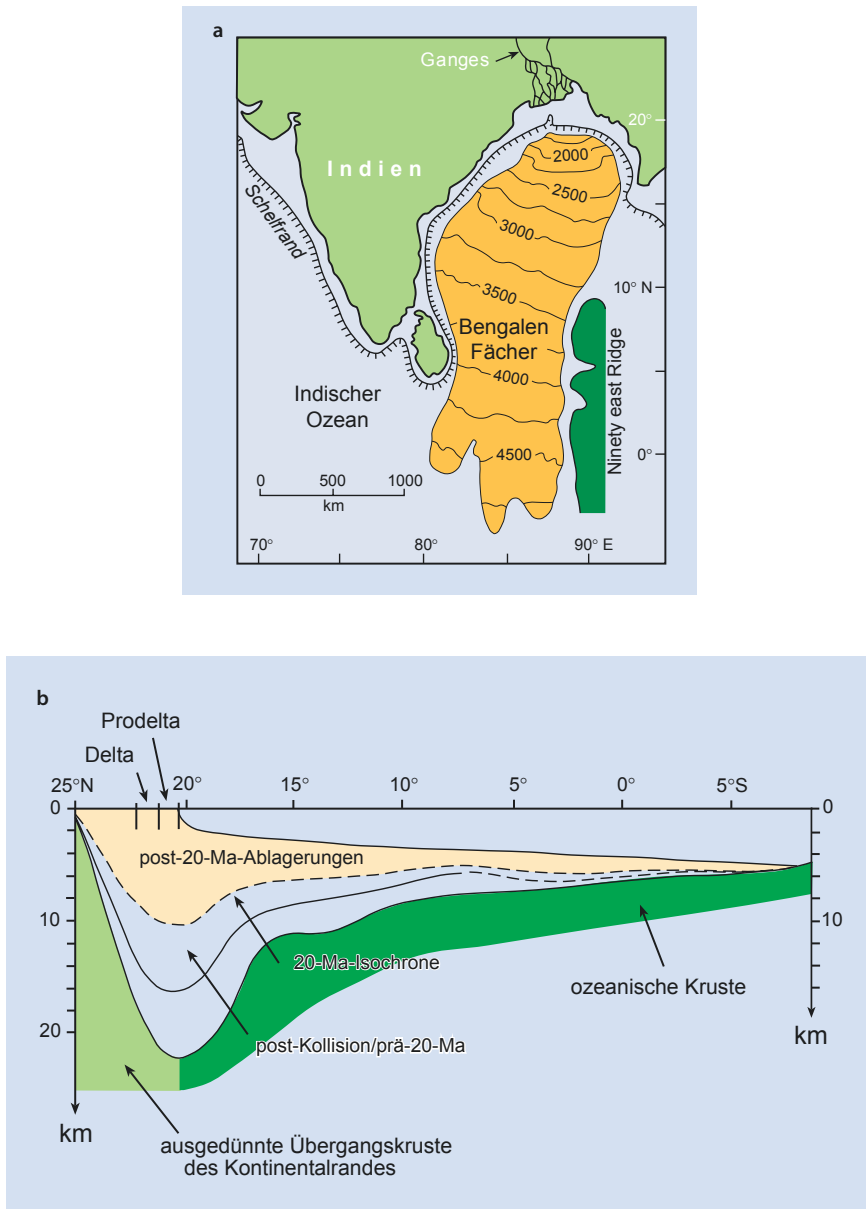 a
Ganges
20°
2000
Indien
2500
Schelfrand
3000
10° N
3500
Bengalen
Fächer
Ninety east Ridge
4000
Indischer
Ozean
4500
0°
0 500 1000
km
70° 80° 90° E
b
Prodelta
Delta
25°N 20° 15° 10° 5° 0° 5°S
0 0
post-20-Ma-Ablagerungen
10 10
20-Ma-Isochrone
ozeanische Kruste
20
post-Kollision/prä-20-Ma
km
km
ausgedünnte Übergangskruste
des Kontinentalrandes